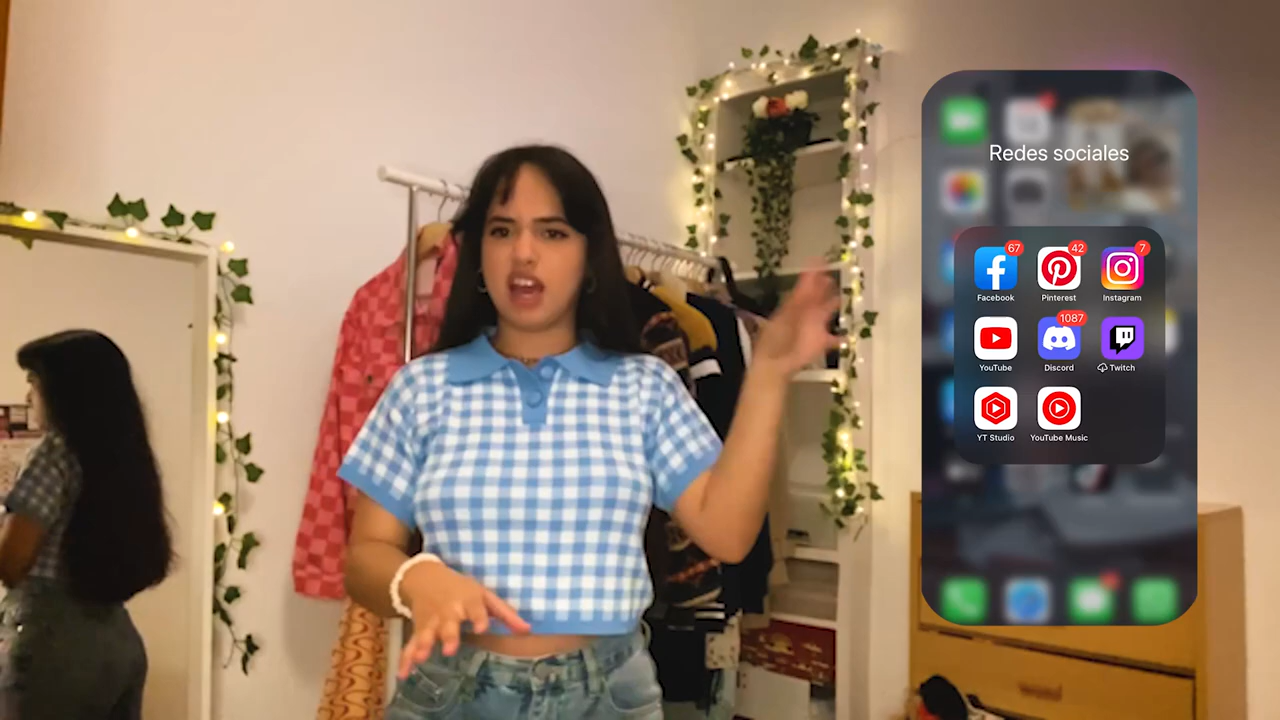 Redes sociales
67
42
7
Facebook
Pinterest
Instagram
1087
YouTube
Discord
Twitch
YT Studio
YouTube Music